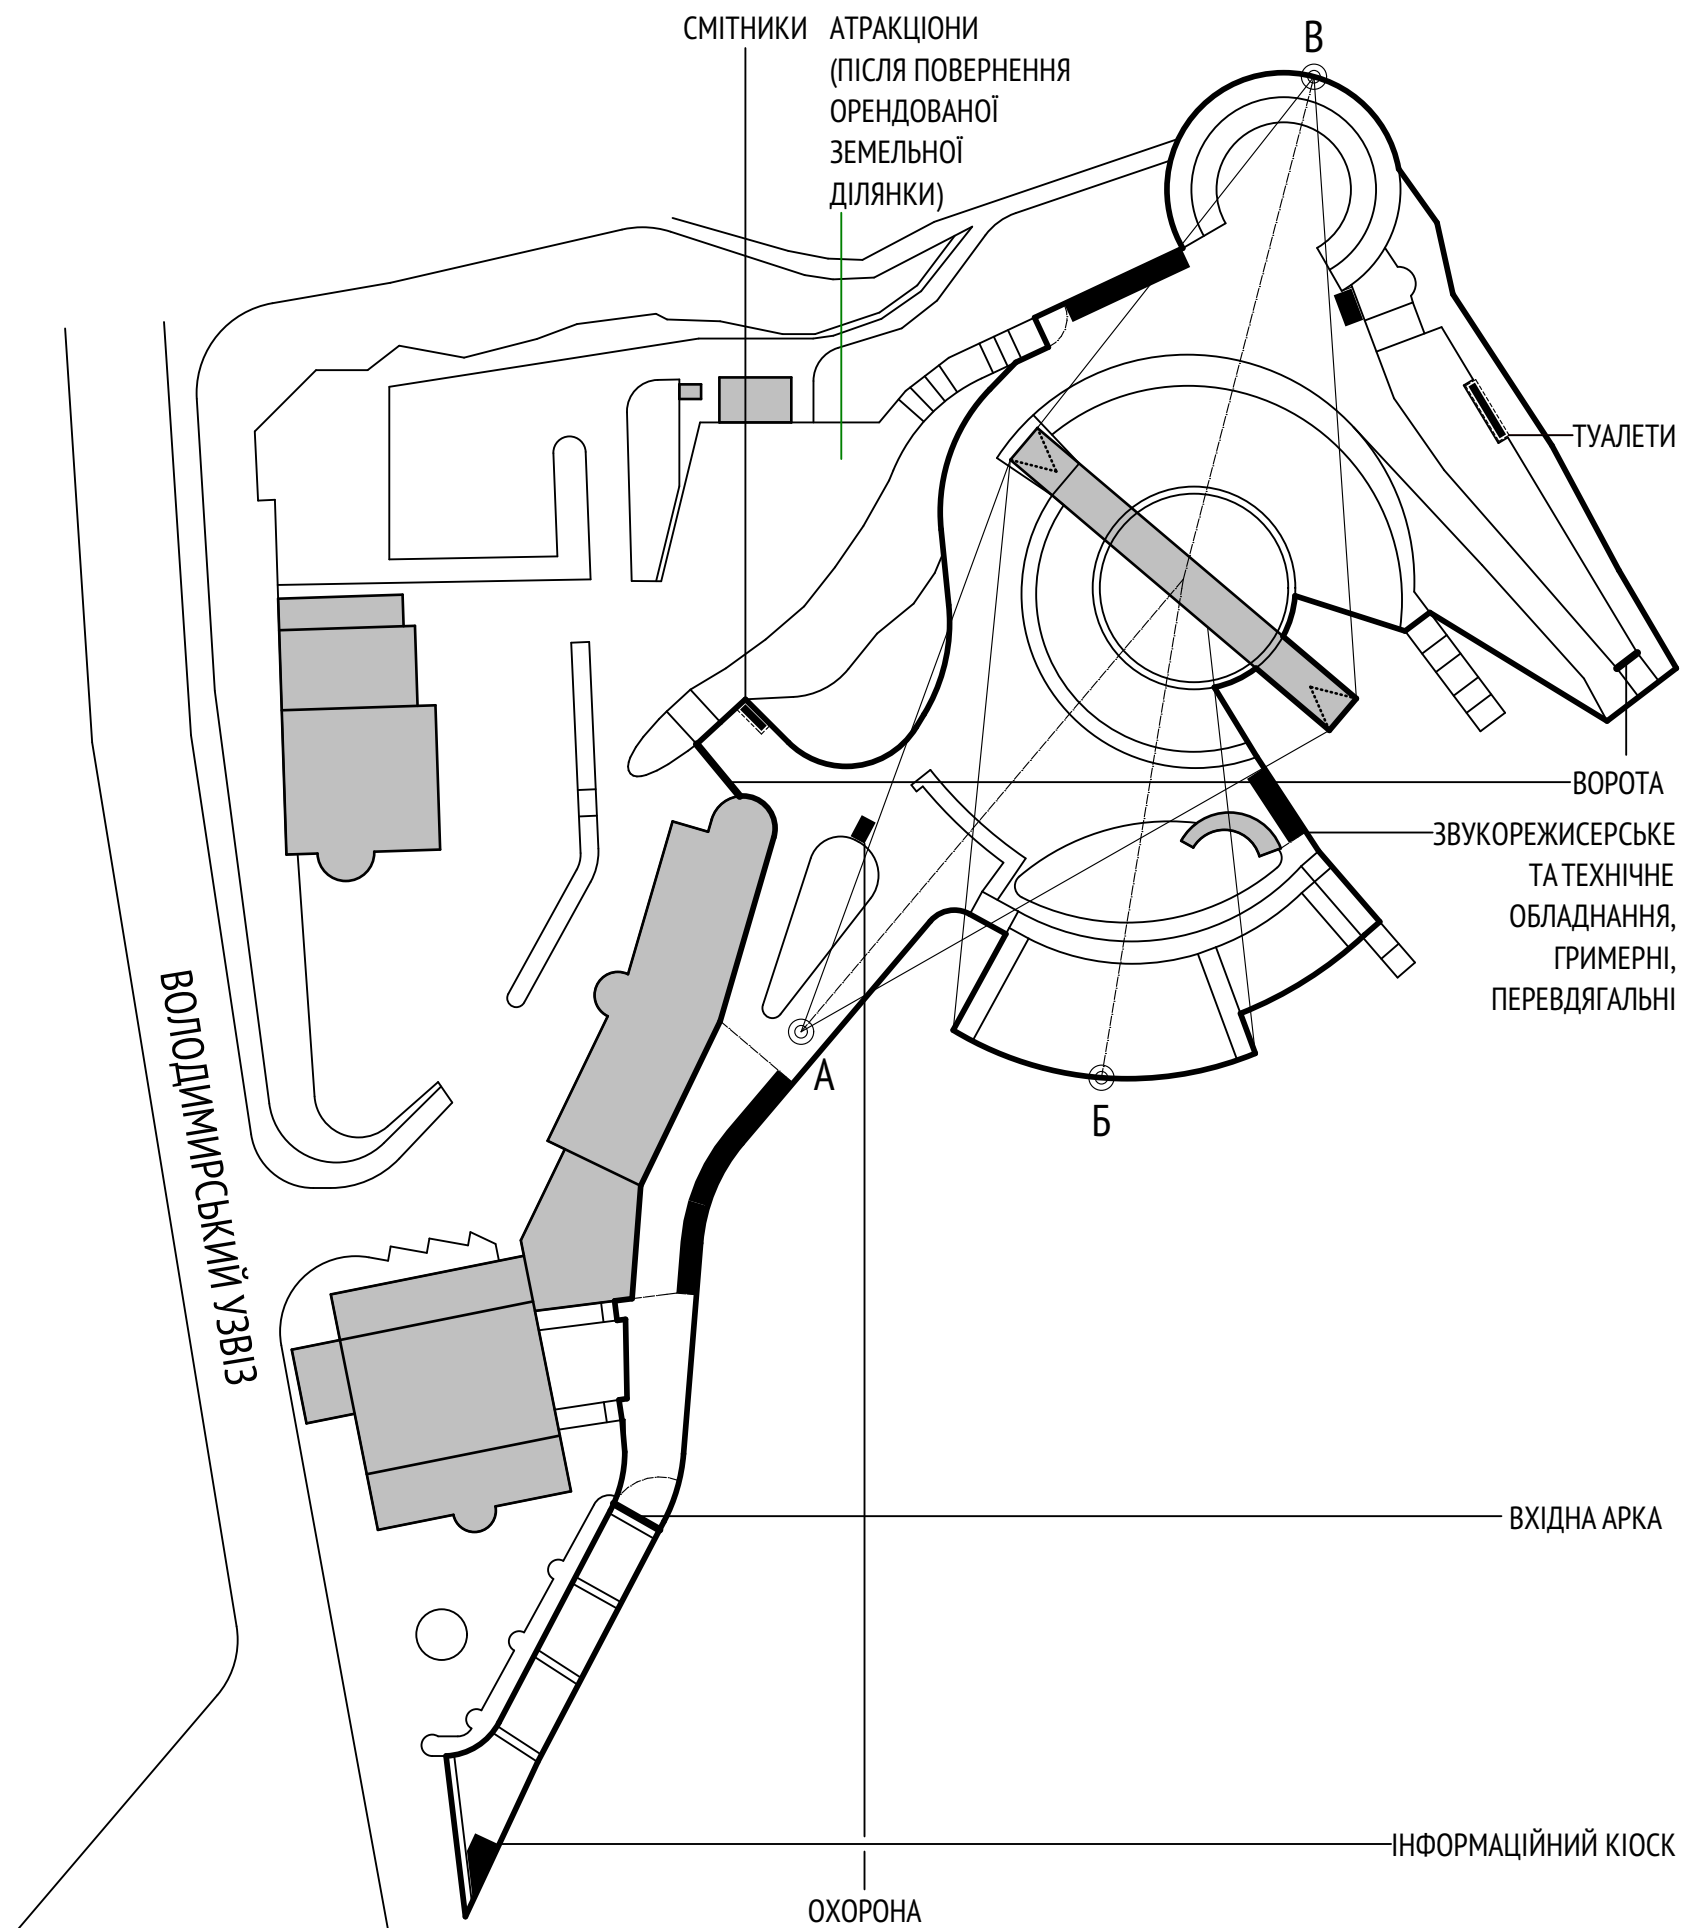 СМІТНИКИ
АТРАКЦІОНИ
(ПІСЛЯ ПОВЕРНЕННЯ
ОРЕНДОВАНОЇ
ЗЕМЕЛЬНОЇ
ДІЛЯНКИ)
В
ТУАЛЕТИ
ВОРОТА
ЗВУКОРЕЖИСЕРСЬКЕ
ТА ТЕХНІЧНЕ
ОБЛАДНАННЯ,
ГРИМЕРНІ,
ПЕРЕВДЯГАЛЬНІ
А
Б
ВОЛОДИМИРСЬКИЙ УЗВІЗ
ВХІДНА АРКА
ІНФОРМАЦІЙНИЙ КІОСК
ОХОРОНА